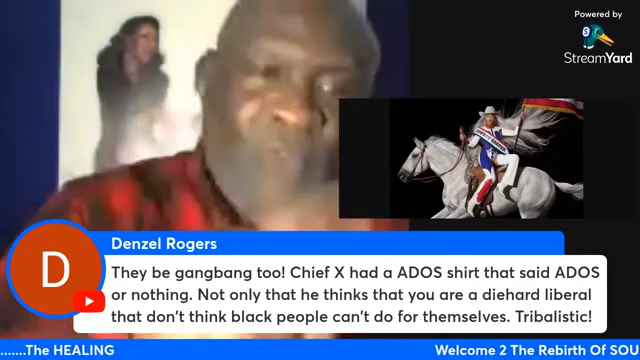 Powered by
StreamYard
D
Denzel Rogers
They be gangbang too! Chief X had a ADOS shirt that said ADOS
or nothing. Not only that he thinks that you are a diehard liberal
that don't think black people can't do for themselves. Tribalistic!
........The HEALING
Welcome 2 The Rebirth Of SOU